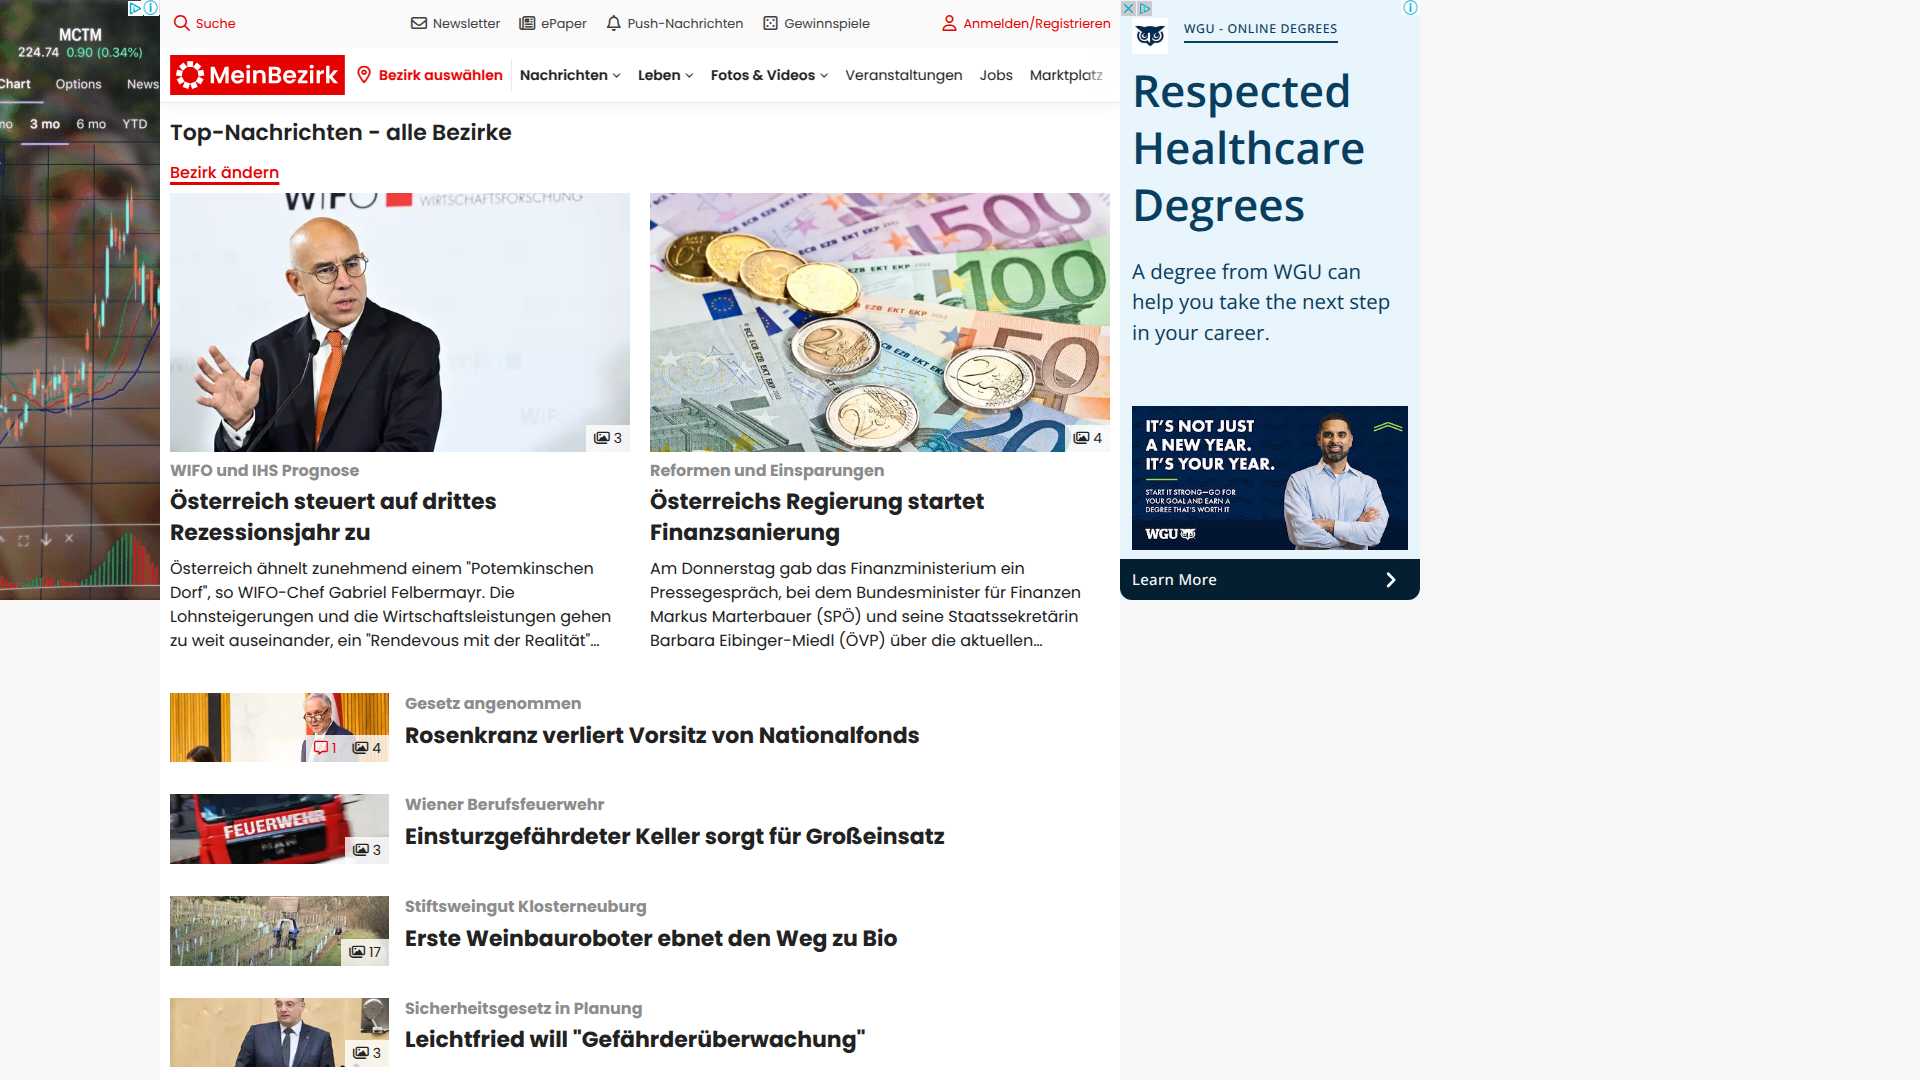 MCTM
224.74 0.90 (0.34%)
Chart Options News
mo 3 mo 6 mo YTD
Suche
Newsletter
ePaper
Push-Nachrichten
Gewinnspiele
Anmelden/Registrieren
MeinBezirk
Bezirk auswählen
Nachrichten
Leben
Fotos & Videos
Veranstaltungen
Jobs
Marktplatz
Top-Nachrichten - alle Bezirke
Bezirk ändern
WIFO WIRTSCHAFTSFORSCHUNG
3
WIFO und IHS Prognose
Österreich steuert auf drittes
Rezessionsjahr zu
Österreich ähnelt zunehmend einem "Potemkinschen
Dorf", so WIFO-Chef Gabriel Felbermayr. Die
Lohnsteigerungen und die Wirtschaftsleistungen gehen
zu weit auseinander, ein "Rendevous mit der Realität"...
500
100
50
20
4
Reformen und Einsparungen
Österreichs Regierung startet
Finanzsanierung
Am Donnerstag gab das Finanzministerium ein
Pressegespräch, bei dem Bundesminister für Finanzen
Markus Marterbauer (SPÖ) und seine Staatssekretärin
Barbara Eibinger-Miedl (ÖVP) über die aktuellen...
1 4
Gesetz angenommen
Rosenkranz verliert Vorsitz von Nationalfonds
FEUERWEHR
MAN
3
Wiener Berufsfeuerwehr
Einsturzgefährdeter Keller sorgt für Großeinsatz
17
Stiftsweingut Klosterneuburg
Erste Weinbauroboter ebnet den Weg zu Bio
3
Sicherheitsgesetz in Planung
Leichtfried will "Gefährderüberwachung"
WGU - ONLINE DEGREES
Respected
Healthcare
Degrees
A degree from WGU can
help you take the next step
in your career.
IT'S NOT JUST
A NEW YEAR.
IT'S YOUR YEAR.
START IT STRONG—GO FOR
YOUR GOAL AND EARN A
DEGREE THAT'S WORTH IT
WGU
Learn More